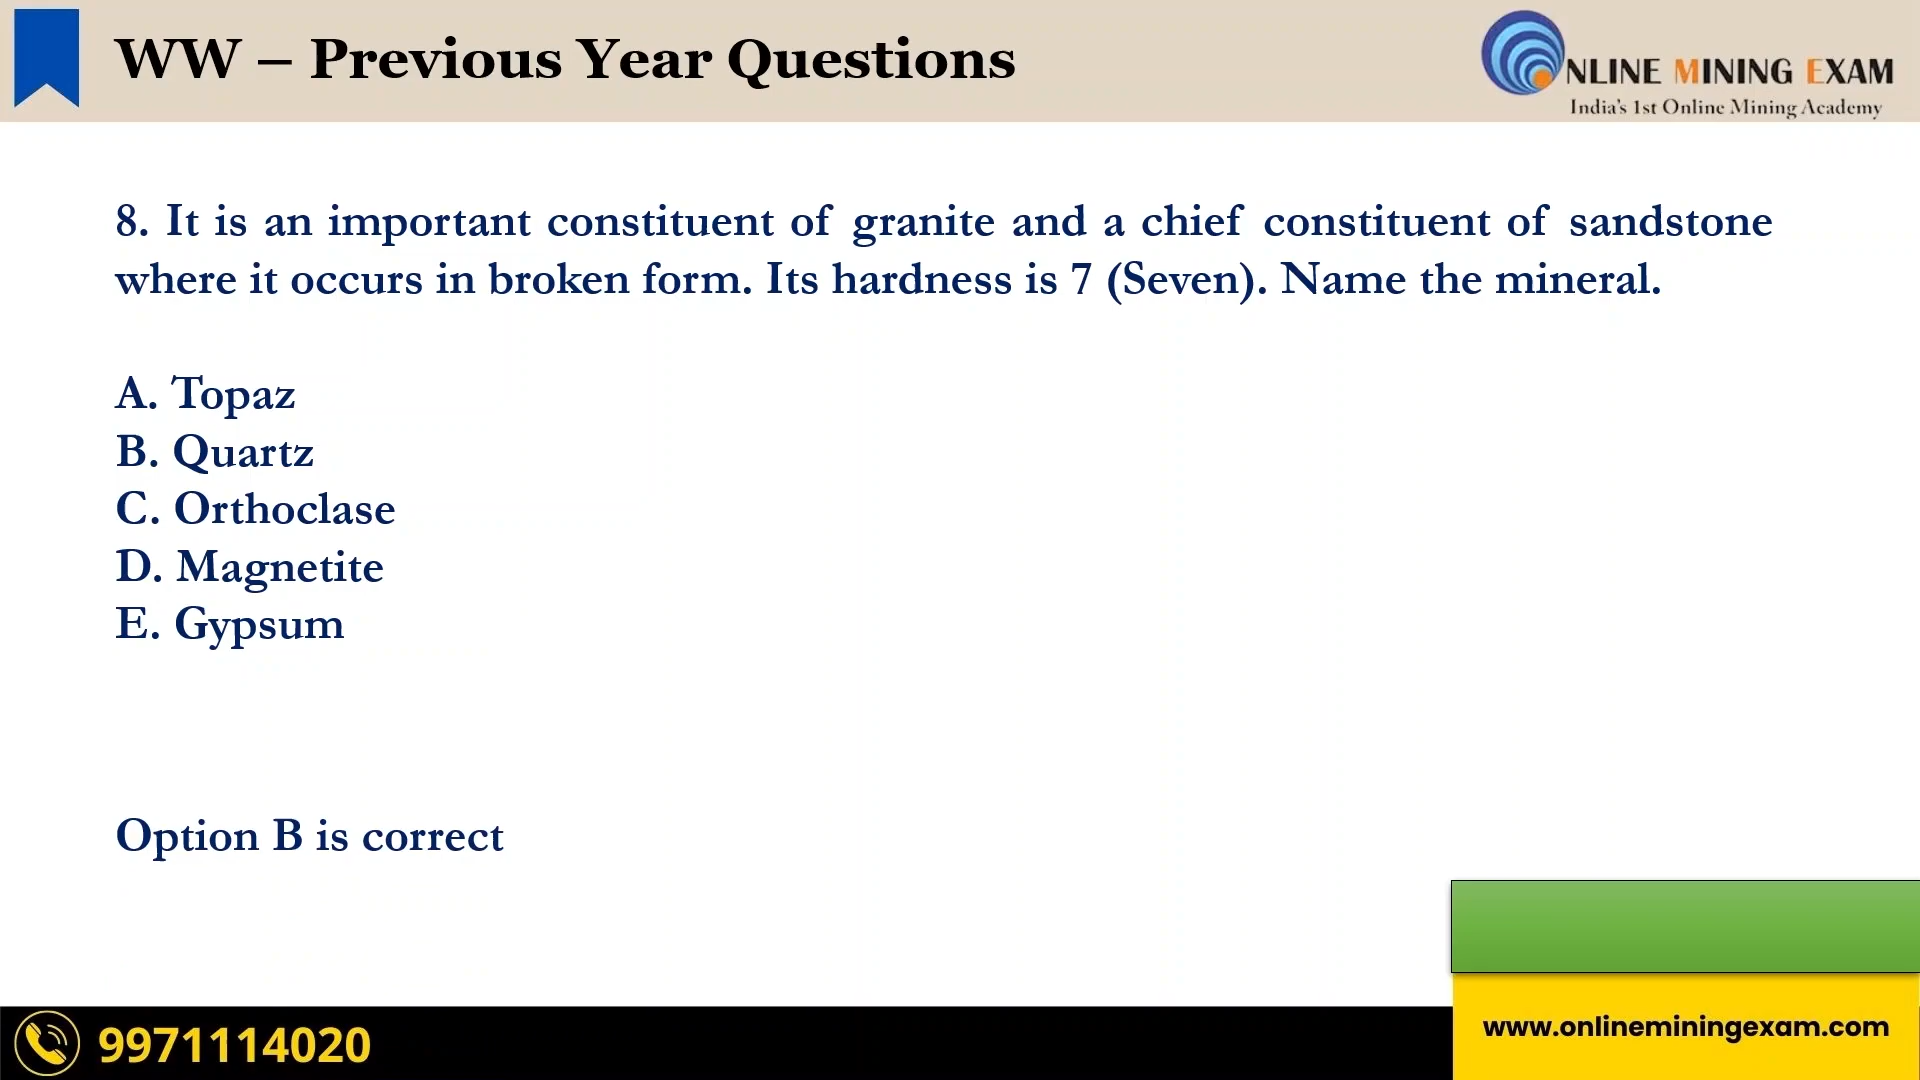 WW – Previous Year Questions
NLINE MINING EXAM
India's 1st Online Mining Academy
8. It is an important constituent of granite and a chief constituent of sandstone
where it occurs in broken form. Its hardness is 7 (Seven). Name the mineral.
A. Topaz
B. Quartz
C. Orthoclase
D. Magnetite
E. Gypsum
Option B is correct
9971114020
www.onlineminingexam.com